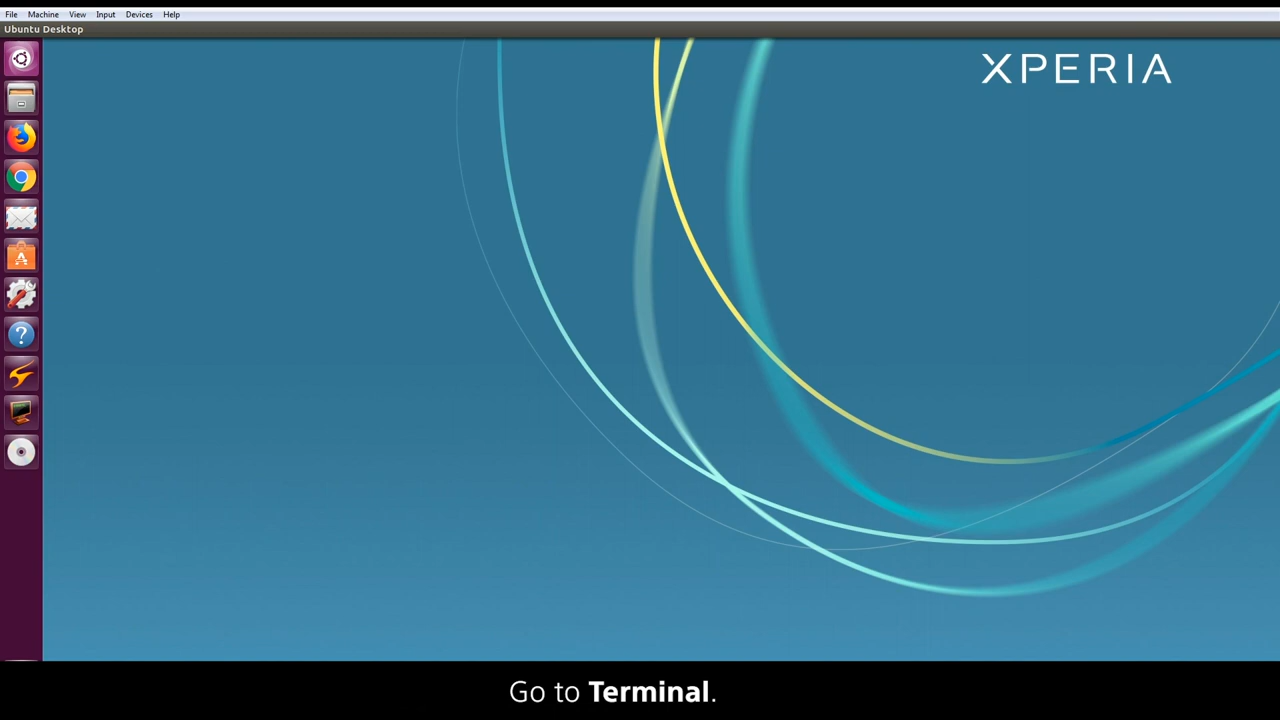 File Machine View Input Devices Help
Ubuntu Desktop
XPERIA
Go to Terminal.